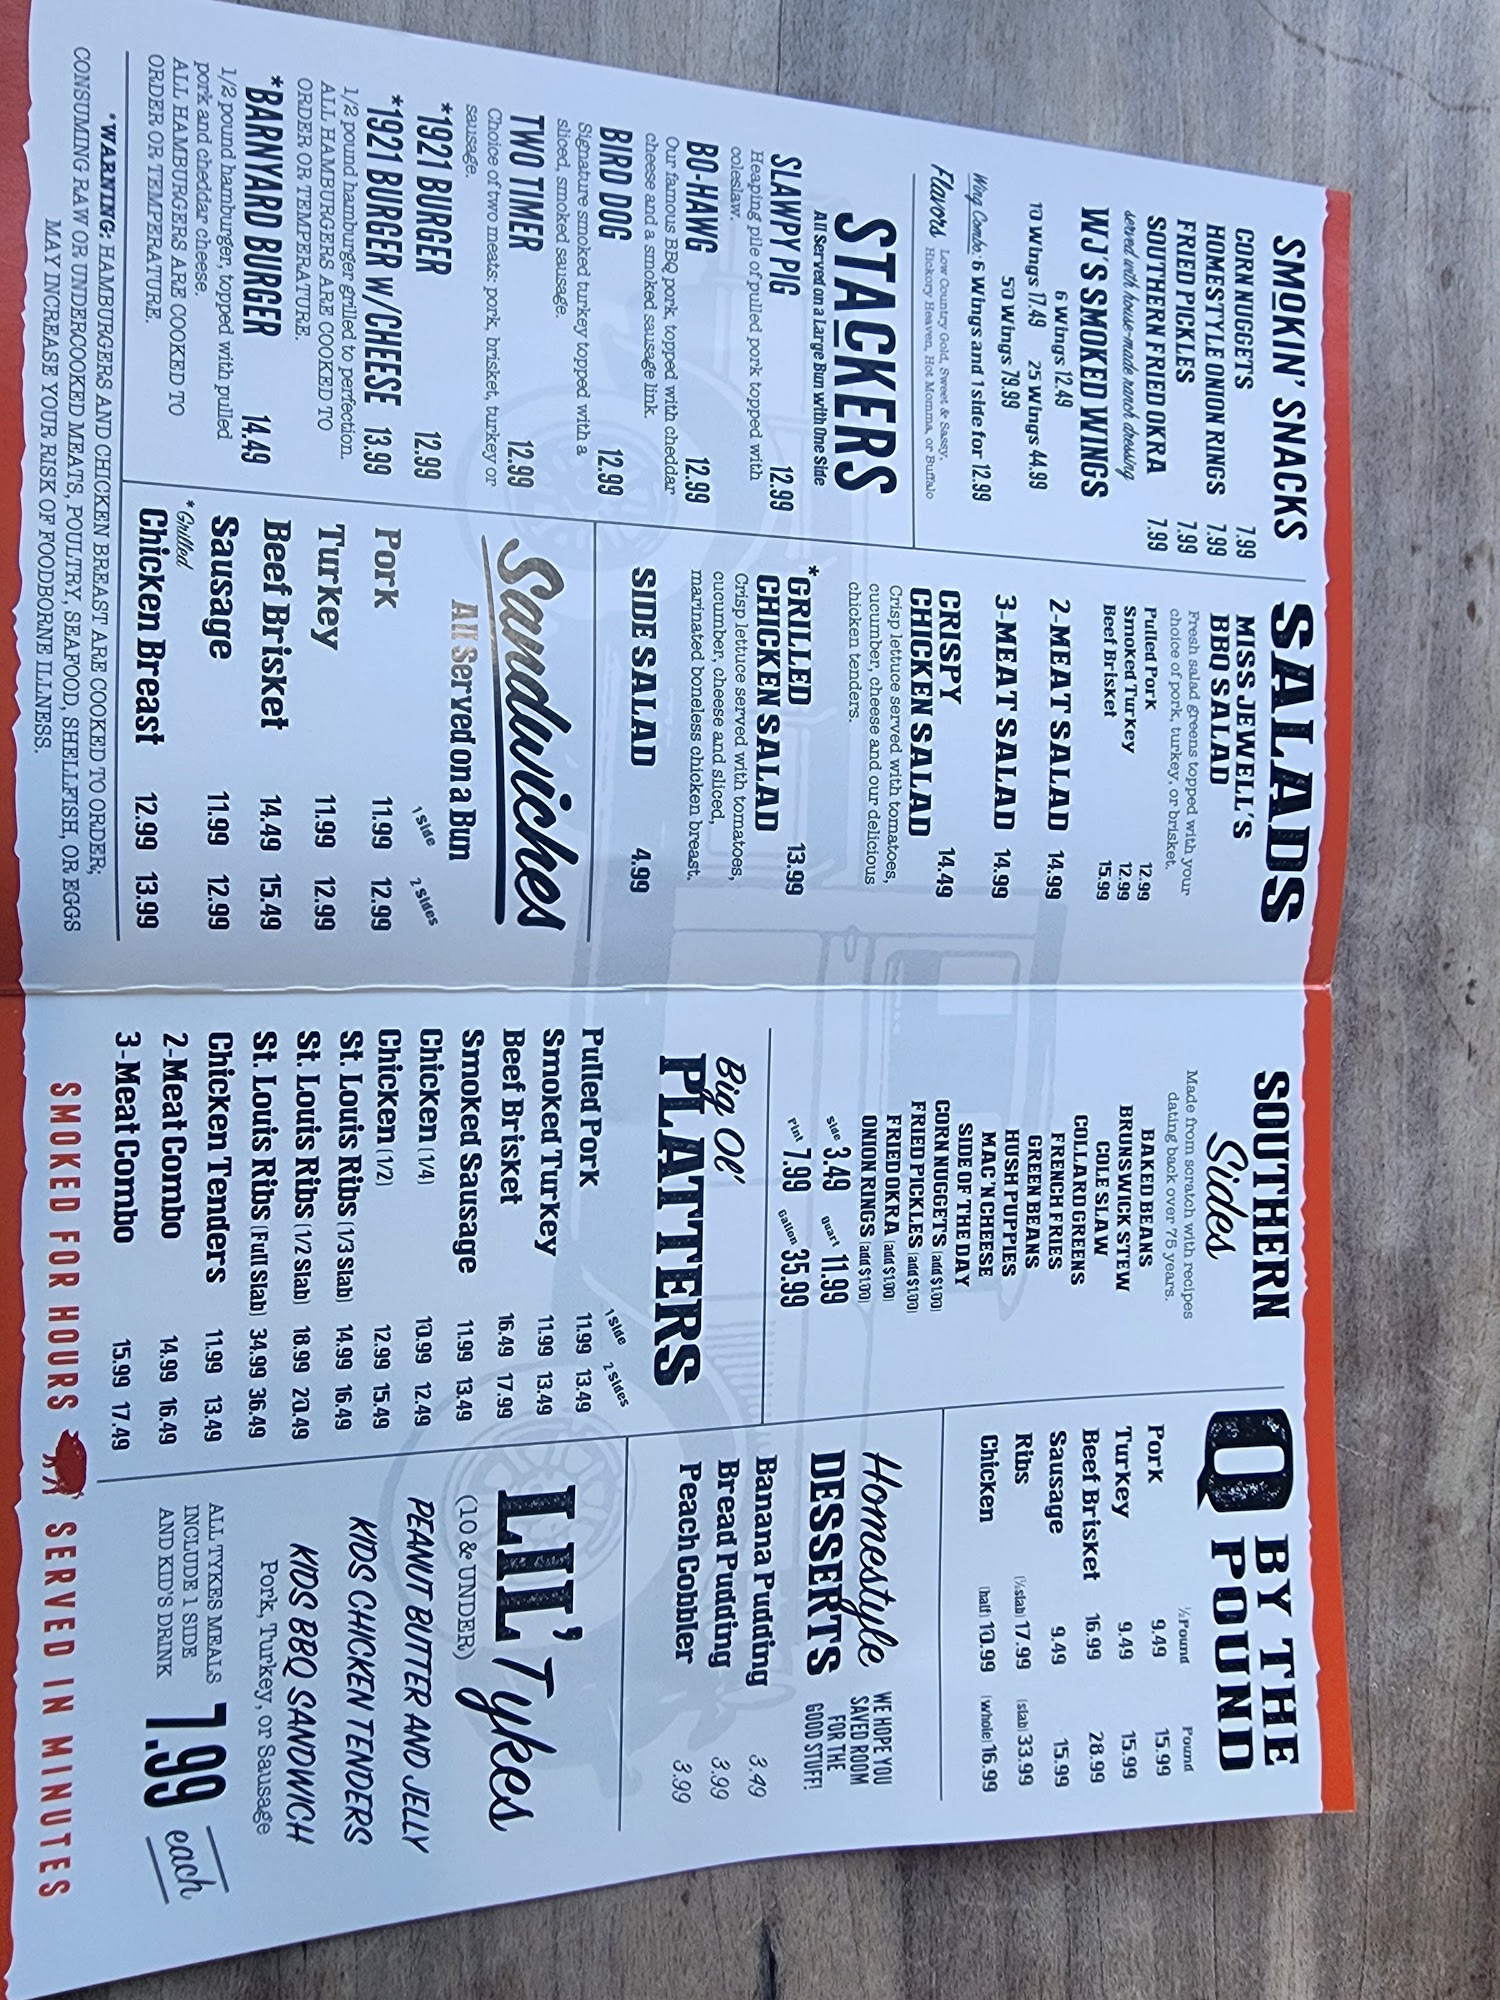 SMOKIN' SNACKS
CORN NUGGETS 7.99
HOMESTYLE ONION RINGS 7.99
FRIED PICKLES 7.99
SOUTHERN FRIED OKRA 7.99
served with house-made ranch dressing
WJ'S SMOKED WINGS
6 Wings 12.49
10 Wings 17.49 25 Wings 44.99
50 Wings 79.99
Wing Combo: 6 Wings and 1 side for 12.99
Flavors Low Country Gold, Sweet & Sassy,
Hickory Heaven, Hot Momma, or Buffalo
STACKERS
All Served on a Large Bun with One Side
SLAWPY PIG 12.99
Heaping pile of pulled pork topped with
coleslaw.
BO-HAWG 12.99
Our famous BBQ pork, topped with cheddar
cheese and a smoked sausage link.
BIRD DOG 12.99
Signature smoked turkey topped with a
sliced, smoked sausage.
TWO TIMER 12.99
Choice of two meats: pork, brisket, turkey or
sausage.
*1921 BURGER 12.99
*1921 BURGER W/CHEESE 13.99
1/2 pound hamburger grilled to perfection.
ALL HAMBURGERS ARE COOKED TO
ORDER OR TEMPERATURE.
*BARNYARD BURGER 14.49
1/2 pound hamburger, topped with pulled
pork and cheddar cheese.
ALL HAMBURGERS ARE COOKED TO
ORDER OR TEMPERATURE.
SALADS
MISS JEWELL'S
BBQ SALAD
Fresh salad greens topped with your
choice of pork, turkey, or brisket.
Pulled Pork 12.99
Smoked Turkey 12.99
Beef Brisket 15.99
2-MEAT SALAD 14.99
3-MEAT SALAD 14.99
CRISPY
CHICKEN SALAD 14.49
Crisp lettuce served with tomatoes,
cucumber, cheese and our delicious
chicken tenders.
*GRILLED
CHICKEN SALAD 13.99
Crisp lettuce served with tomatoes,
cucumber, cheese and sliced,
marinated boneless chicken breast.
SIDE SALAD 4.99
Sandwiches
All Served on a Bun
1 Side 2 Sides
Pork 11.99 12.99
Turkey 11.99 12.99
Beef Brisket 14.49 15.49
Sausage 11.99 12.99
*Grilled
Chicken Breast 12.99 13.99
*WARNING: HAMBURGERS AND CHICKEN BREAST ARE COOKED TO ORDER;
CONSUMING RAW OR UNDERCOOKED MEATS, POULTRY, SEAFOOD, SHELLFISH, OR EGGS
MAY INCREASE YOUR RISK OF FOODBORNE ILLNESS.
SOUTHERN
Sides
Made from scratch with recipes
dating back over 75 years.
BAKED BEANS
BRUNSWICK STEW
COLE SLAW
COLLARD GREENS
FRENCH FRIES
GREEN BEANS
HUSH PUPPIES
MAC 'N CHEESE
SIDE OF THE DAY
CORN NUGGETS (add $1.00)
FRIED PICKLES (add $1.00)
FRIED OKRA (add $1.00)
ONION RINGS (add $1.00)
Side 3.49 Quart 11.99
Pint 7.99 Gallon 35.99
Big Ol'
PLATTERS
1 Side 2 Sides
Pulled Pork 11.99 13.49
Smoked Turkey 11.99 13.49
Beef Brisket 16.49 17.99
Smoked Sausage 11.99 13.49
Chicken (1/4) 10.99 12.49
Chicken (1/2) 12.99 15.49
St. Louis Ribs (1/3 Slab) 14.99 16.49
St. Louis Ribs (1/2 Slab) 18.99 20.49
St. Louis Ribs (Full Slab) 34.99 36.49
Chicken Tenders 11.99 13.49
2-Meat Combo 14.99 16.49
3-Meat Combo 15.99 17.49
Q BY THE
POUND
½ Pound Pound
Pork 9.49 15.99
Turkey 9.49 15.99
Beef Brisket 16.99 28.99
Sausage 9.49 15.99
Ribs (½ slab) 17.99 (slab) 33.99
Chicken (half) 10.99 (whole) 16.99
Homestyle
DESSERTS
WE HOPE YOU
SAVED ROOM
FOR THE
GOOD STUFF!
Banana Pudding 3.49
Bread Pudding 3.99
Peach Cobbler 3.99
LIL' Tykes
(10 & UNDER)
PEANUT BUTTER AND JELLY
KIDS CHICKEN TENDERS
KIDS BBQ SANDWICH
Pork, Turkey, or Sausage
ALL TYKES MEALS
INCLUDE 1 SIDE
AND KID'S DRINK
7.99 each
SMOKED FOR HOURS SERVED IN MINUTES